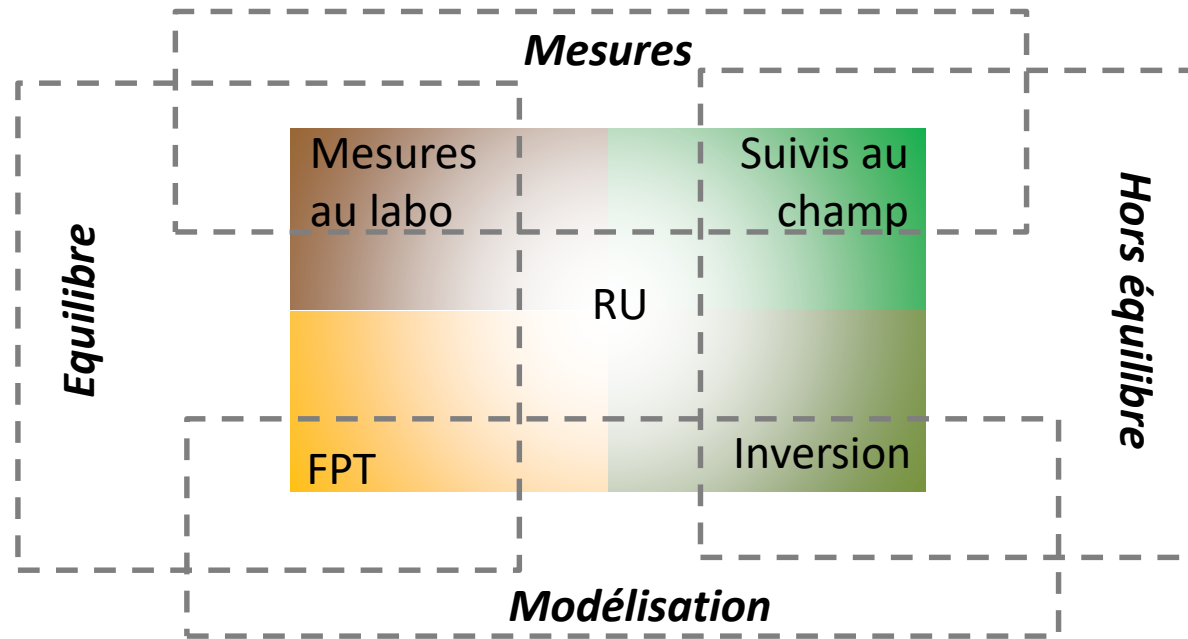 Mesures
Mesures
au labo
Suivis au
champ
Equilibre
RU
Hors équilibre
FPT
Inversion
Modélisation